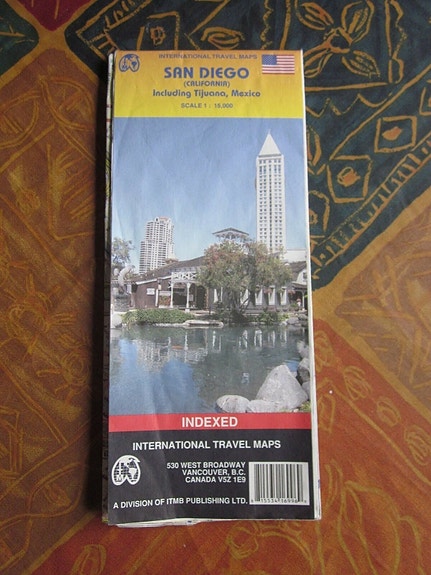 INTERNATIONAL TRAVEL MAPS
SAN DIEGO
(CALIFORNIA)
Including Tijuana, Mexico
SCALE 1 : 15,000
INDEXED
INTERNATIONAL TRAVEL MAPS
530 WEST BROADWAY
VANCOUVER, B.C.
CANADA V5Z 1E9
A DIVISION OF ITMB PUBLISHING LTD.